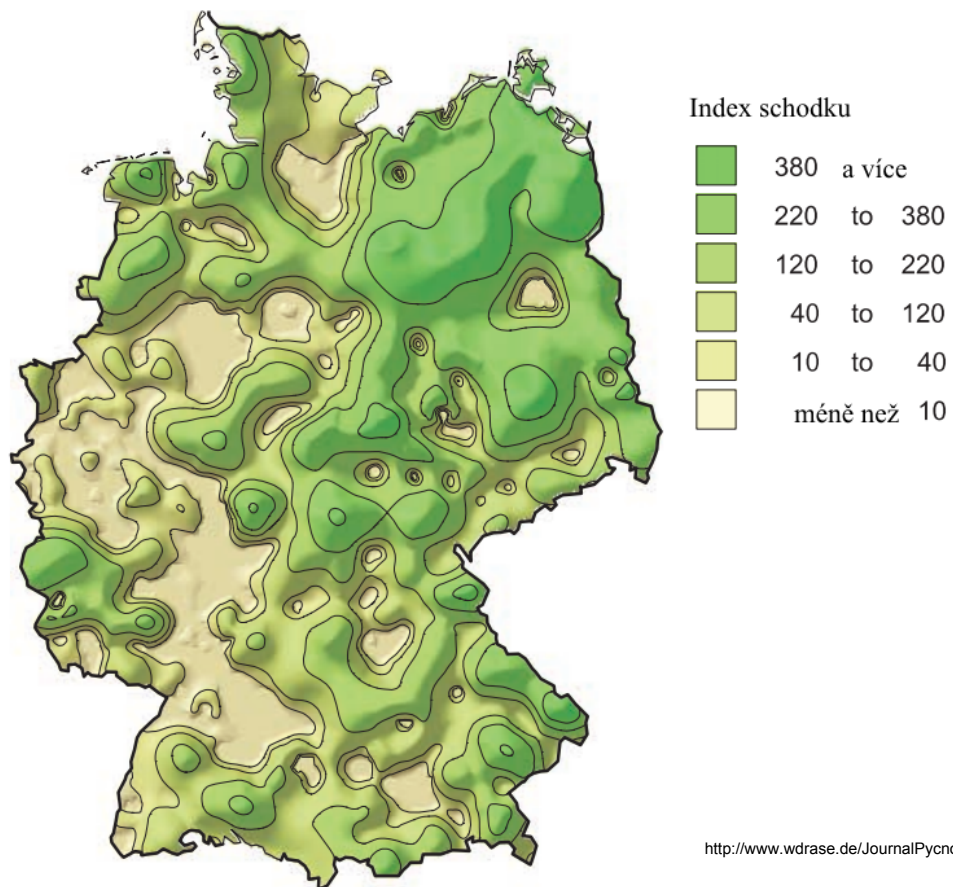 Index schodku
380 a více
220 to 380
120 to 220
40 to 120
10 to 40
méně než 10
http://www.wdrase.de/JournalPycno